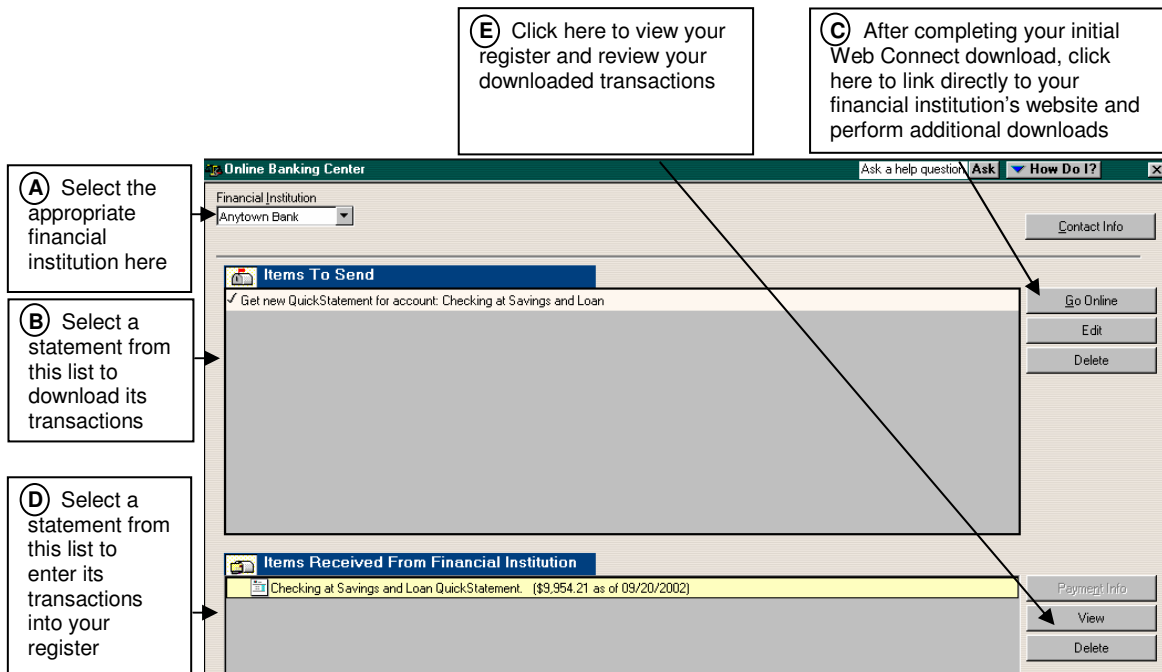 E Click here to view your
register and review your
downloaded transactions
C After completing your initial
Web Connect download, click
here to link directly to your
financial institution's website and
perform additional downloads
A Select the
appropriate
financial
institution here
B Select a
statement from
this list to
download its
transactions
D Select a
statement from
this list to
enter its
transactions
into your
register
Online Banking Center
Ask a help question Ask How Do I?
Financial Institution
Anytown Bank
Contact Info
Items To Send
Get new QuickStatement for account: Checking at Savings and Loan
Go Online
Edit
Delete
Items Received From Financial Institution
Checking at Savings and Loan QuickStatement. ($9,954.21 as of 09/20/2002)
Payment Info
View
Delete